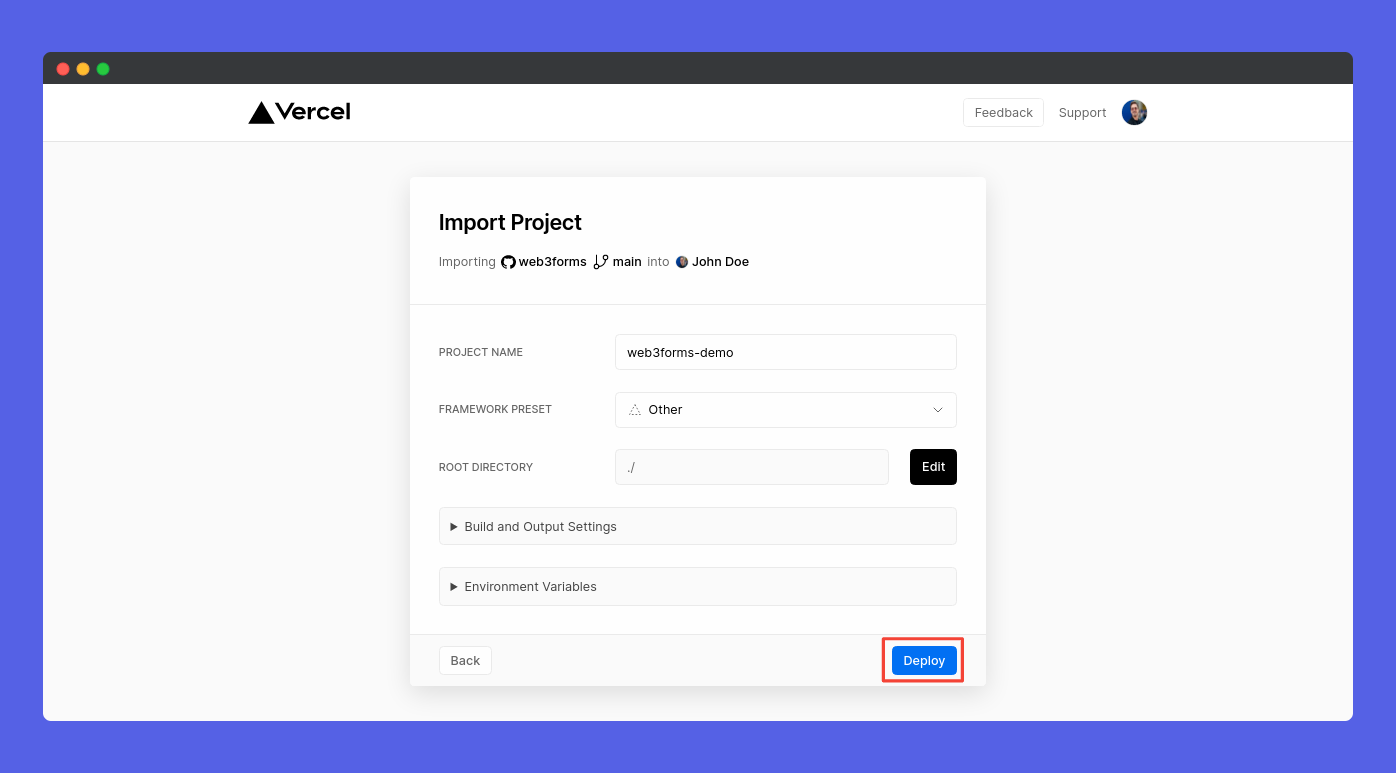 Vercel
Feedback Support
Import Project
Importing web3forms main into John Doe
PROJECT NAME web3forms-demo
FRAMEWORK PRESET Other
ROOT DIRECTORY ./ Edit
Build and Output Settings
Environment Variables
Back Deploy